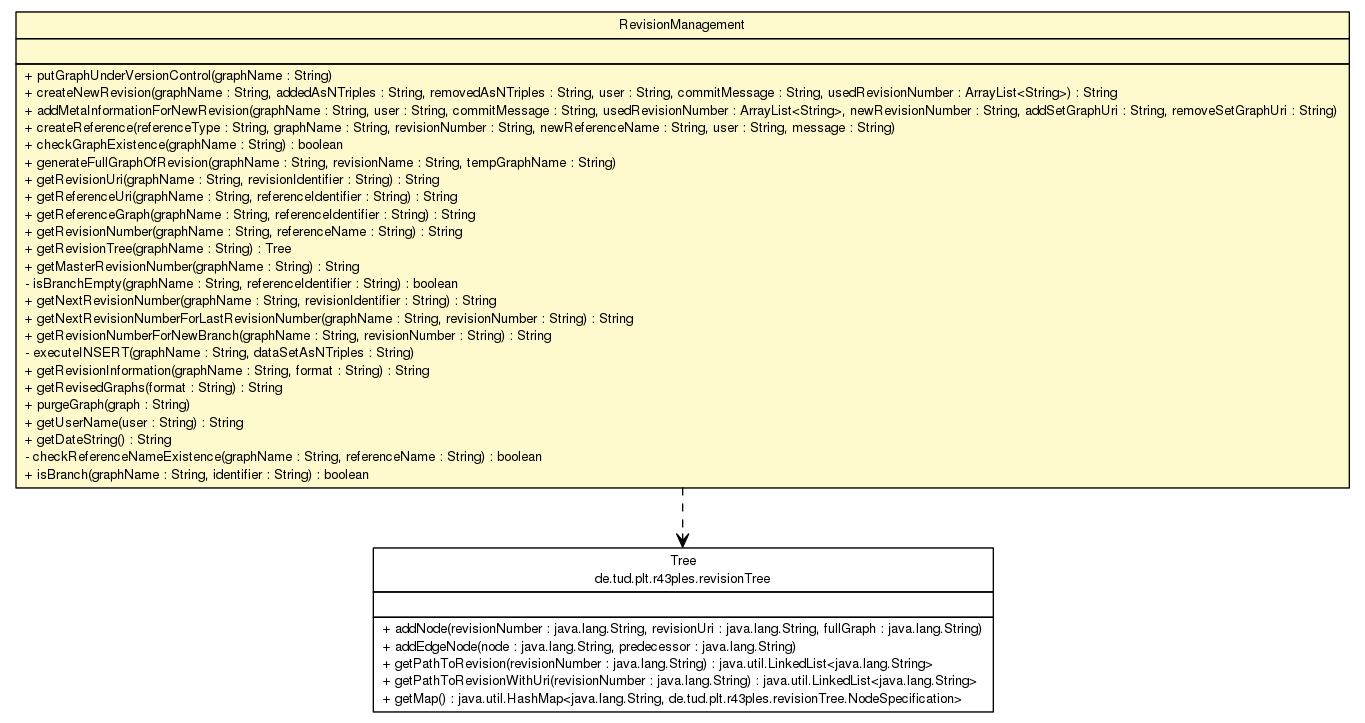 RevisionManagement
+ putGraphUnderVersionControl(graphName : String)
+ createNewRevision(graphName : String, addedAsNTriples : String, removedAsNTriples : String, user : String, commitMessage : String, usedRevisionNumber : ArrayList<String>) : String
+ addMetaInformationForNewRevision(graphName : String, user : String, commitMessage : String, usedRevisionNumber : ArrayList<String>, newRevisionNumber : String, addSetGraphUri : String, removeSetGraphUri : String)
+ createReference(referenceType : String, graphName : String, revisionNumber : String, newReferenceName : String, user : String, message : String)
+ checkGraphExistence(graphName : String) : boolean
+ generateFullGraphOfRevision(graphName : String, revisionName : String, tempGraphName : String)
+ getRevisionUri(graphName : String, revisionIdentifier : String) : String
+ getReferenceUri(graphName : String, referenceIdentifier : String) : String
+ getReferenceGraph(graphName : String, referenceIdentifier : String) : String
+ getRevisionNumber(graphName : String, referenceName : String) : String
+ getRevisionTree(graphName : String) : Tree
+ getMasterRevisionNumber(graphName : String) : String
- isBranchEmpty(graphName : String, referenceIdentifier : String) : boolean
+ getNextRevisionNumber(graphName : String, revisionIdentifier : String) : String
+ getNextRevisionNumberForLastRevisionNumber(graphName : String, revisionNumber : String) : String
+ getRevisionNumberForNewBranch(graphName : String, revisionNumber : String) : String
- executeINSERT(graphName : String, dataSetAsNTriples : String)
+ getRevisionInformation(graphName : String, format : String) : String
+ getRevisedGraphs(format : String) : String
+ purgeGraph(graph : String)
+ getUserName(user : String) : String
+ getDateString() : String
- checkReferenceNameExistence(graphName : String, referenceName : String) : boolean
+ isBranch(graphName : String, identifier : String) : boolean
Tree
de.tud.plt.r43ples.revisionTree
+ addNode(revisionNumber : java.lang.String, revisionUri : java.lang.String, fullGraph : java.lang.String)
+ addEdgeNode(node : java.lang.String, predecessor : java.lang.String)
+ getPathToRevision(revisionNumber : java.lang.String) : java.util.LinkedList<java.lang.String>
+ getPathToRevisionWithUri(revisionNumber : java.lang.String) : java.util.LinkedList<java.lang.String>
+ getMap() : java.util.HashMap<java.lang.String, de.tud.plt.r43ples.revisionTree.NodeSpecification>